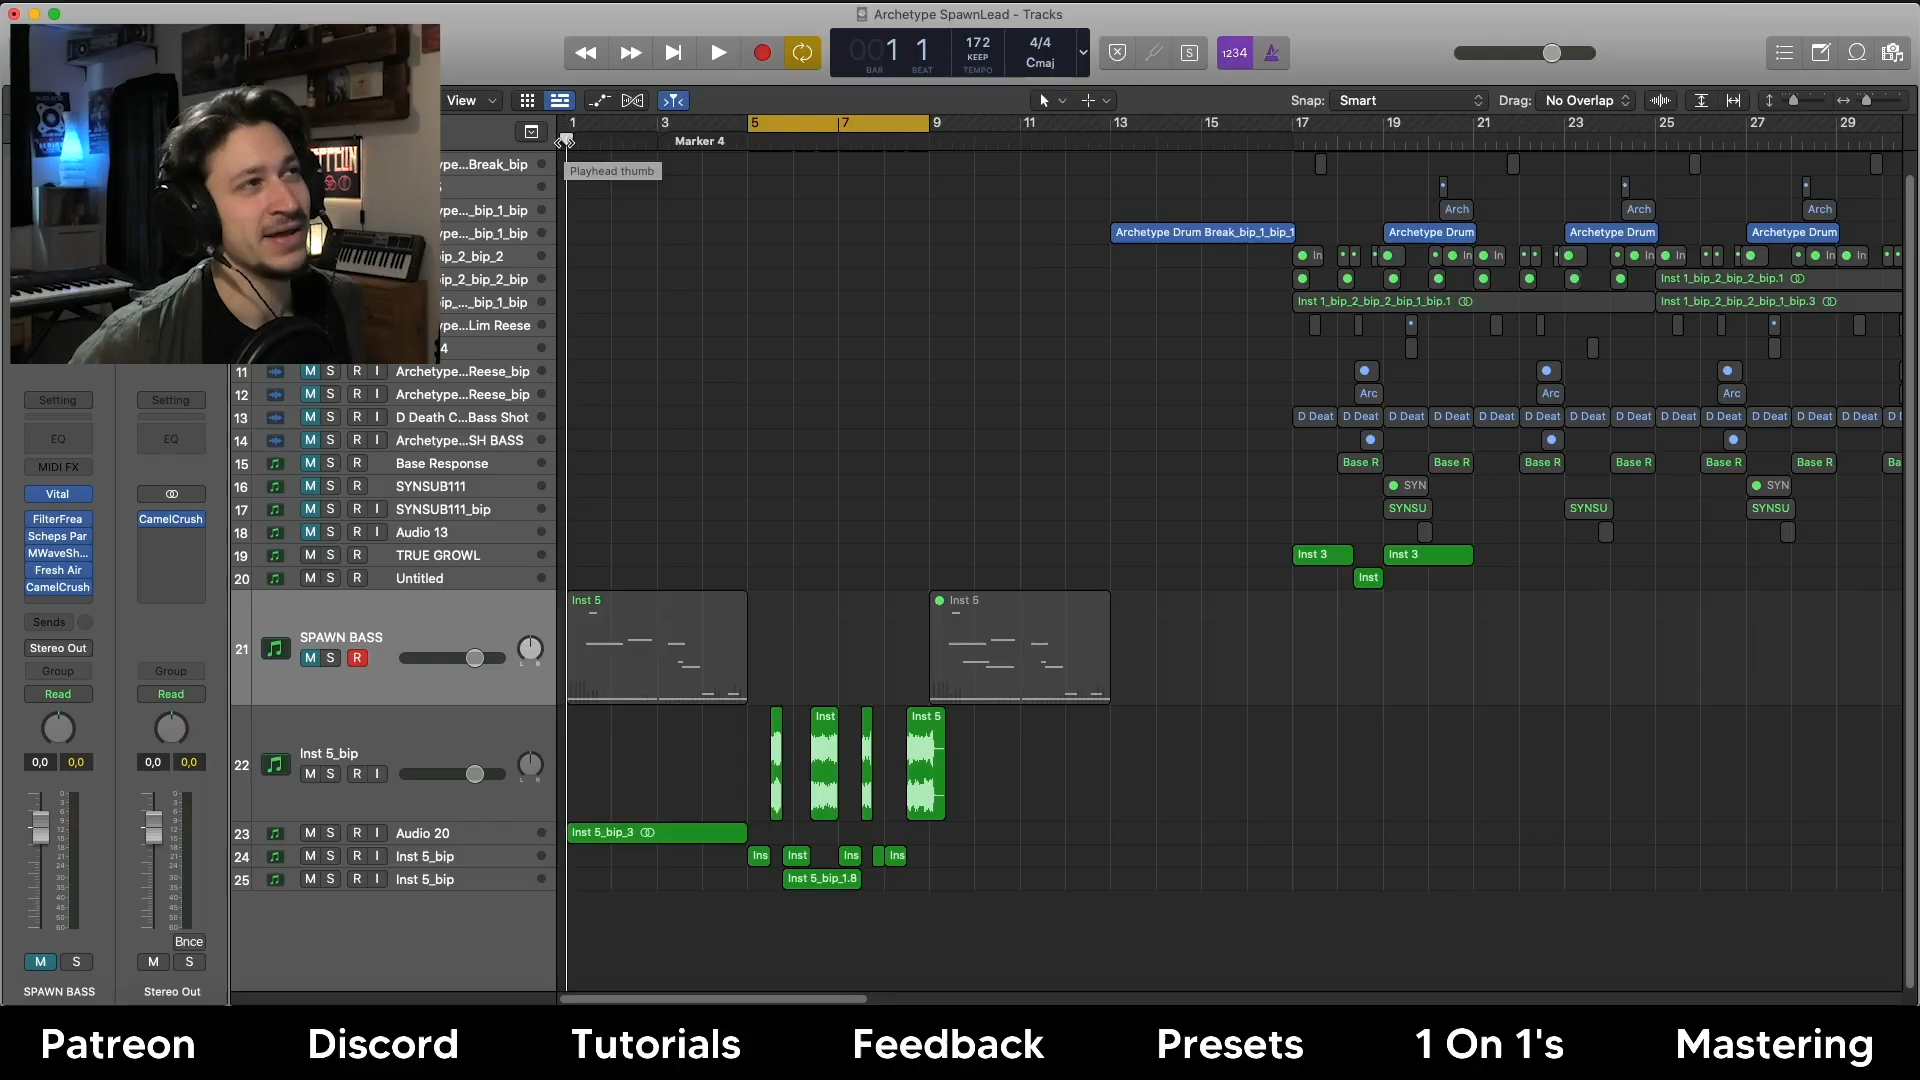 Archetype SpawnLead - Tracks
001 1
BAR BEAT
172
KEEP
TEMPO
4/4
Cmaj
S
1234
View
Snap: Smart
Drag: No Overlap
1 3 5 7 9 11 13 15 17 19 21 23 25 27 29
Marker 4
Playhead thumb
ype...Break_bip
ype..._bip_1_bip
Arch Arch Arch
ype..._bip_1_bip
Archetype Drum Break_bip_1_bip_1 Archetype Drum Archetype Drum Archetype Drum
ip_2_bip_2
ip_2_bip_2_bip
Inst 1_bip_2_bip_2_bip.1
ip_..._bip_1_bip
Inst 1_bip_2_bip_2_bip_1_bip.1 Inst 1_bip_2_bip_2_bip_1_bip.3
ype...Lim Reese
4
11 M S R I Archetype...Reese_bip
12 M S R I Archetype...Reese_bip
Arc Arc Arc
13 M S R I D Death C...Bass Shot
D Deat D Deat D Deat D Deat D Deat D Deat D Deat D Deat D Deat D Deat D Deat D Deat D Deat D
14 M S R I Archetype...SH BASS
15 M S R Base Response
Base R Base R Base R Base R Base R Base R Ba
16 M S R SYNSUB111
SYN SYN
17 M S R I SYNSUB111_bip
SYNSU SYNSU SYNSU
18 M S R I Audio 13
19 M S R TRUE GROWL
Inst 3 Inst 3
20 M S R Untitled
Inst
21 SPAWN BASS
M S R
L R
Inst 5 Inst 5
22 Inst 5_bip
M S R I
L R
Inst Inst 5
23 M S R I Audio 20
Inst 5_bip_3
24 M S R I Inst 5_bip
Ins Inst Ins Ins
25 M S R I Inst 5_bip
Inst 5_bip_1.8
Setting Setting
EQ EQ
MIDI FX
Vital
FilterFrea CamelCrush
Scheps Par
MWaveSh...
Fresh Air
CamelCrush
Sends
Stereo Out
Group Group
Read Read
0,0 0,0 0,0 0,0
Bnce
M S M S
SPAWN BASS Stereo Out
Patreon Discord Tutorials Feedback Presets 1 On 1's Mastering